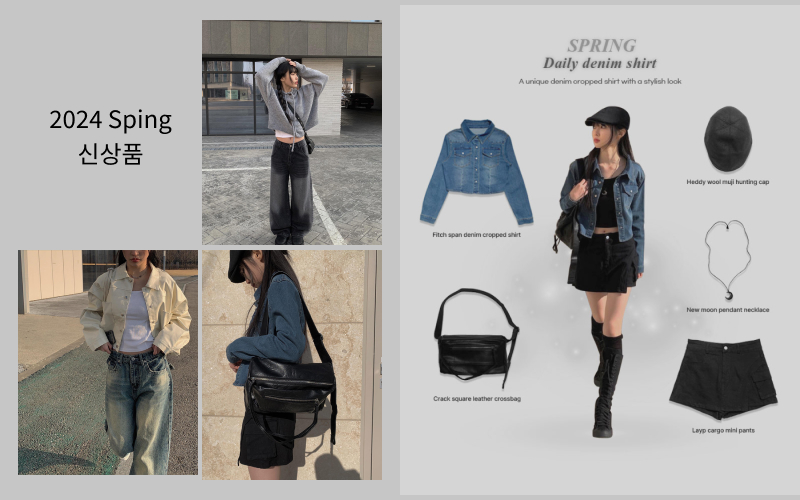 2024 Sping
신상품
SPRING
Daily denim shirt
A unique denim cropped shirt with a stylish look
Fitch span denim cropped shirt
Heddy wool muji hunting cap
New moon pendant necklace
Crack square leather crossbag
Layp cargo mini pants